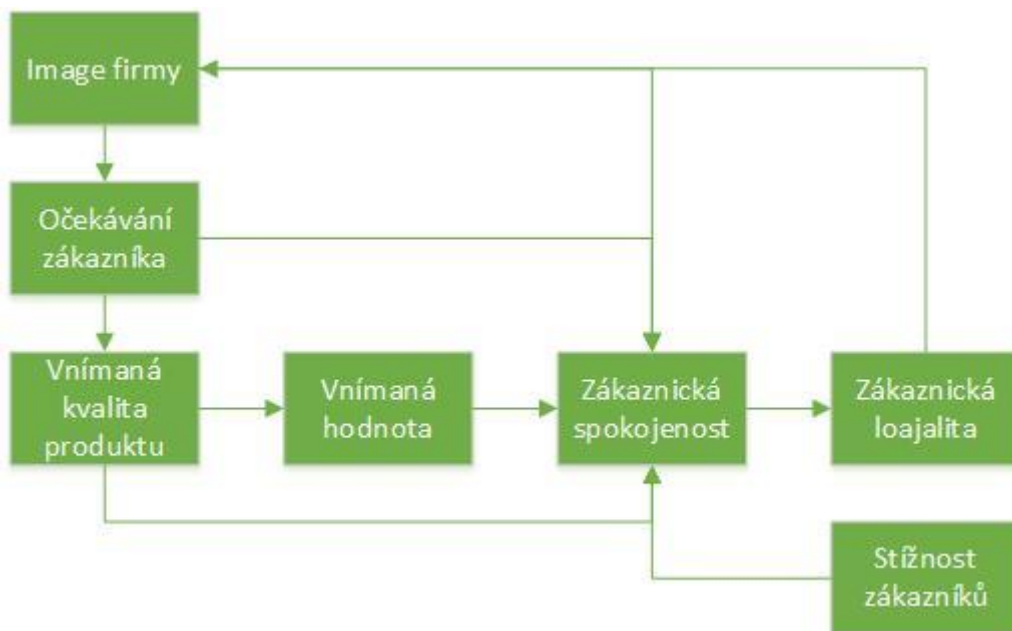 Image firmy
Očekávání
zákazníka
Vnímaná
kvalita
produktu
Vnímaná
hodnota
Zákaznická
spokojenost
Zákaznická
loajalita
Stížnost
zákazníků